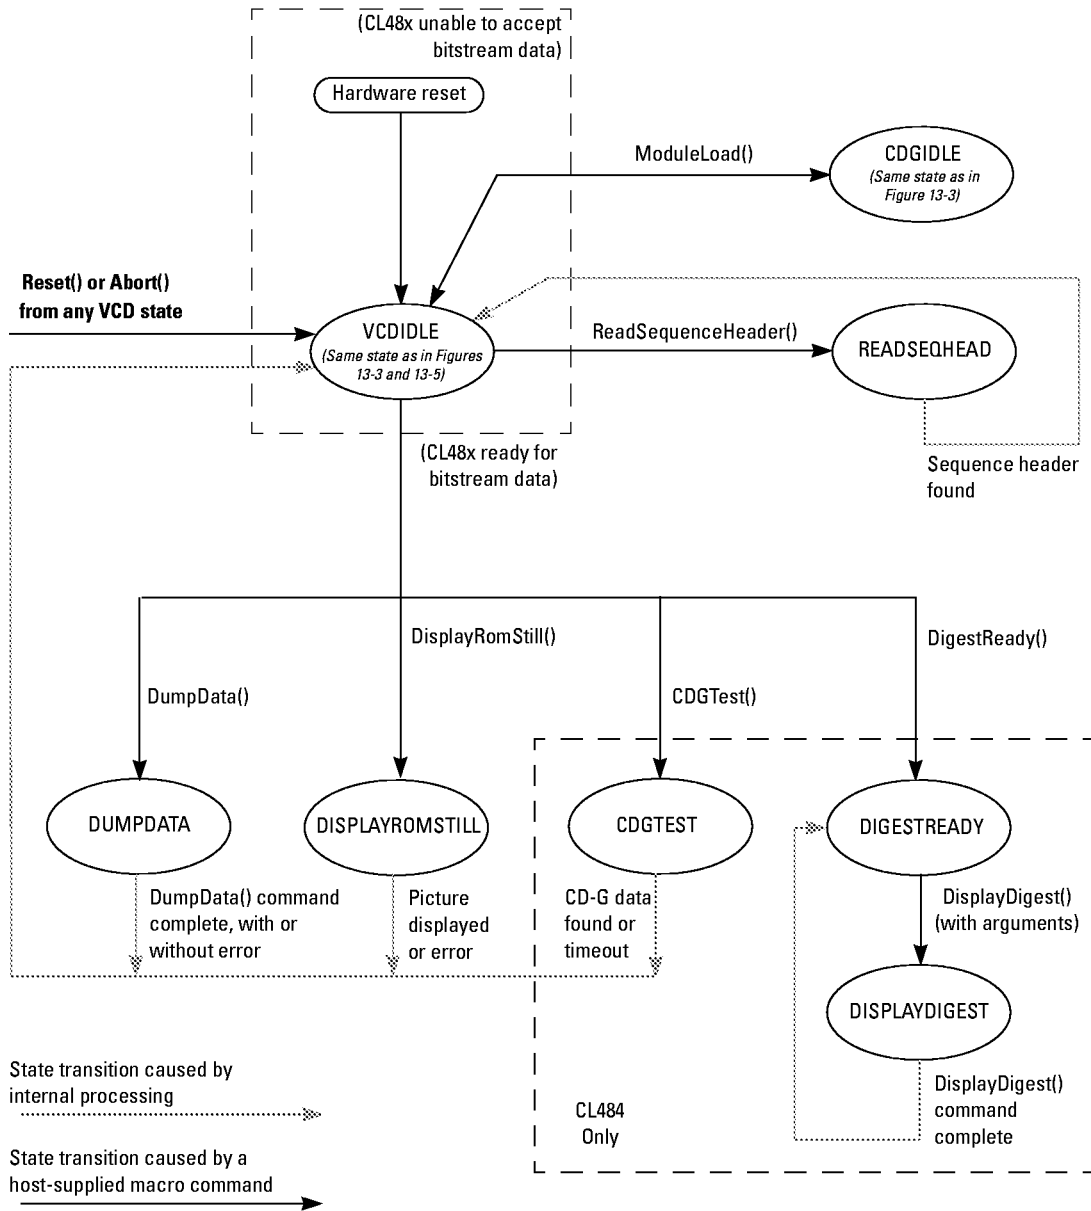 (CL48x unable to accept
bitstream data)
Hardware reset
ModuleLoad()
CDGIDLE
(Same state as in
Figure 13-3)
Reset() or Abort()
from any VCD state
VCDIDLE
(Same state as in Figures
13-3 and 13-5)
ReadSequenceHeader()
READSEQHEAD
(CL48x ready for
bitstream data)
Sequence header
found
DisplayRomStill()
DigestReady()
DumpData()
CDGTest()
DUMPDATA
DISPLAYROMSTILL
CDGTEST
DIGESTREADY
DumpData() command
complete, with or
without error
Picture
displayed
or error
CD-G data
found or
timeout
DisplayDigest()
(with arguments)
DISPLAYDIGEST
State transition caused by
internal processing
DisplayDigest()
command
complete
CL484
Only
State transition caused by a
host-supplied macro command